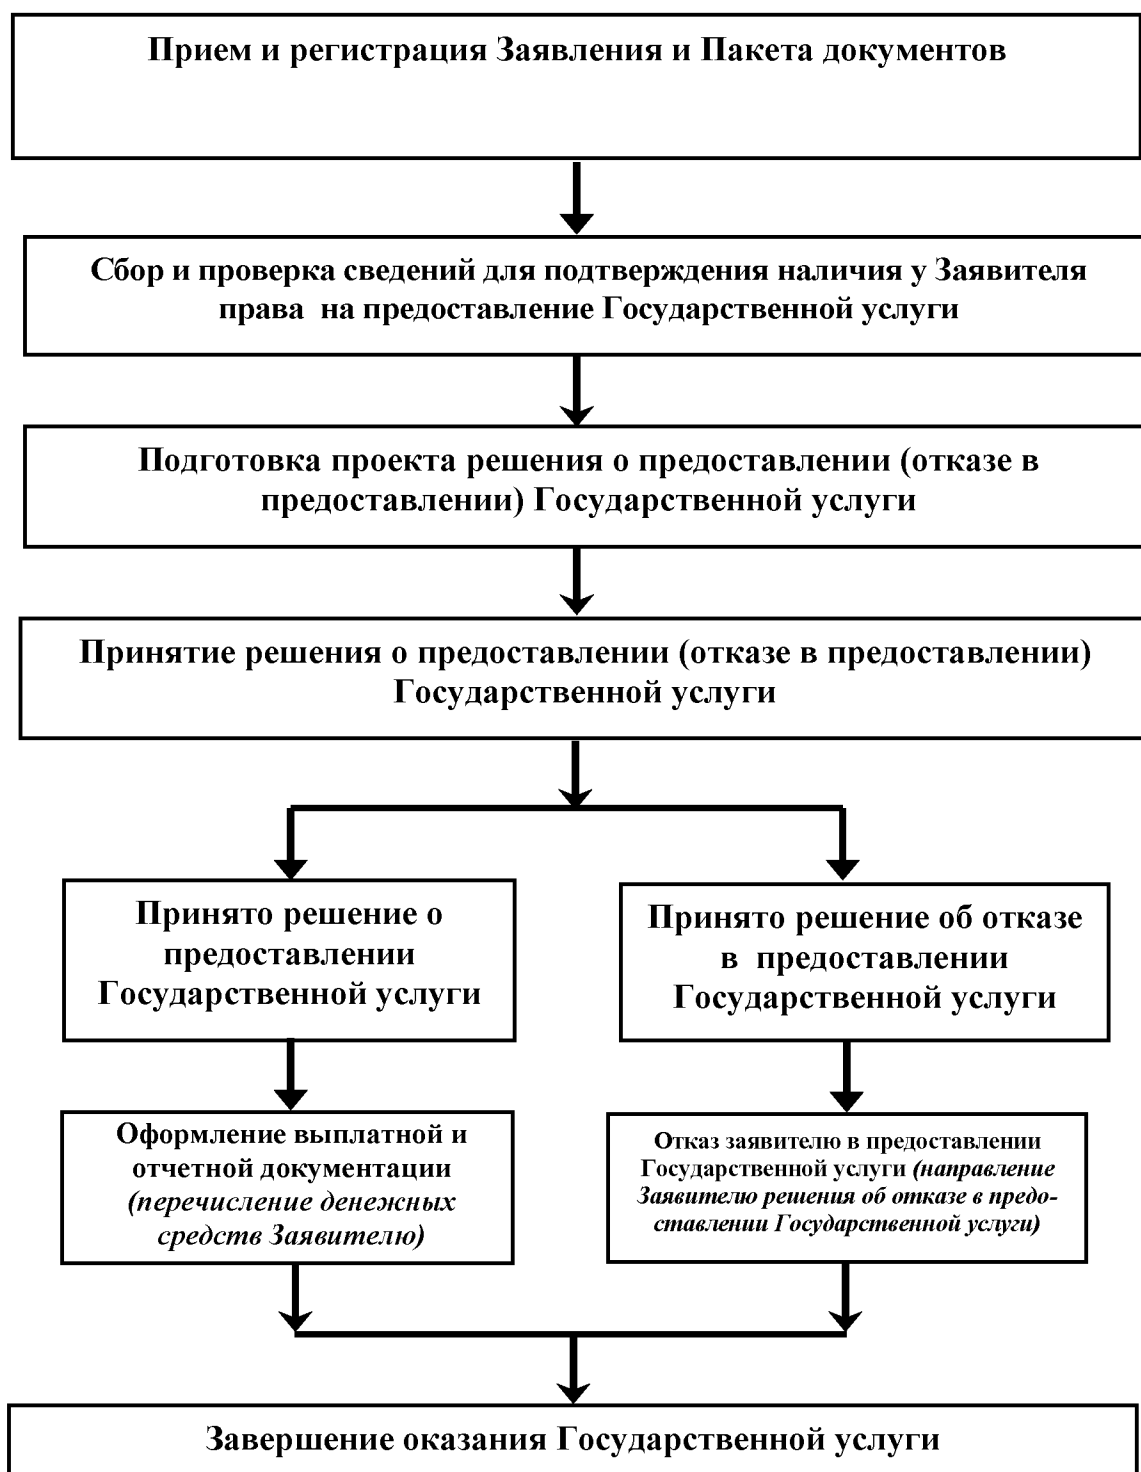 Прием и регистрация Заявления и Пакета документов
Сбор и проверка сведений для подтверждения наличия у Заявителя
права на предоставление Государственной услуги
Подготовка проекта решения о предоставлении (отказе в
предоставлении) Государственной услуги
Принятие решения о предоставлении (отказе в предоставлении)
Государственной услуги
Принято решение о
предоставлении
Государственной услуги
Принято решение об отказе
в предоставлении
Государственной услуги
Оформление выплатной и
отчетной документации
(перечисление денежных
средств Заявителю)
Отказ заявителю в предоставлении
Государственной услуги (направление
Заявителю решения об отказе в предо-
ставлении Государственной услуги)
Завершение оказания Государственной услуги